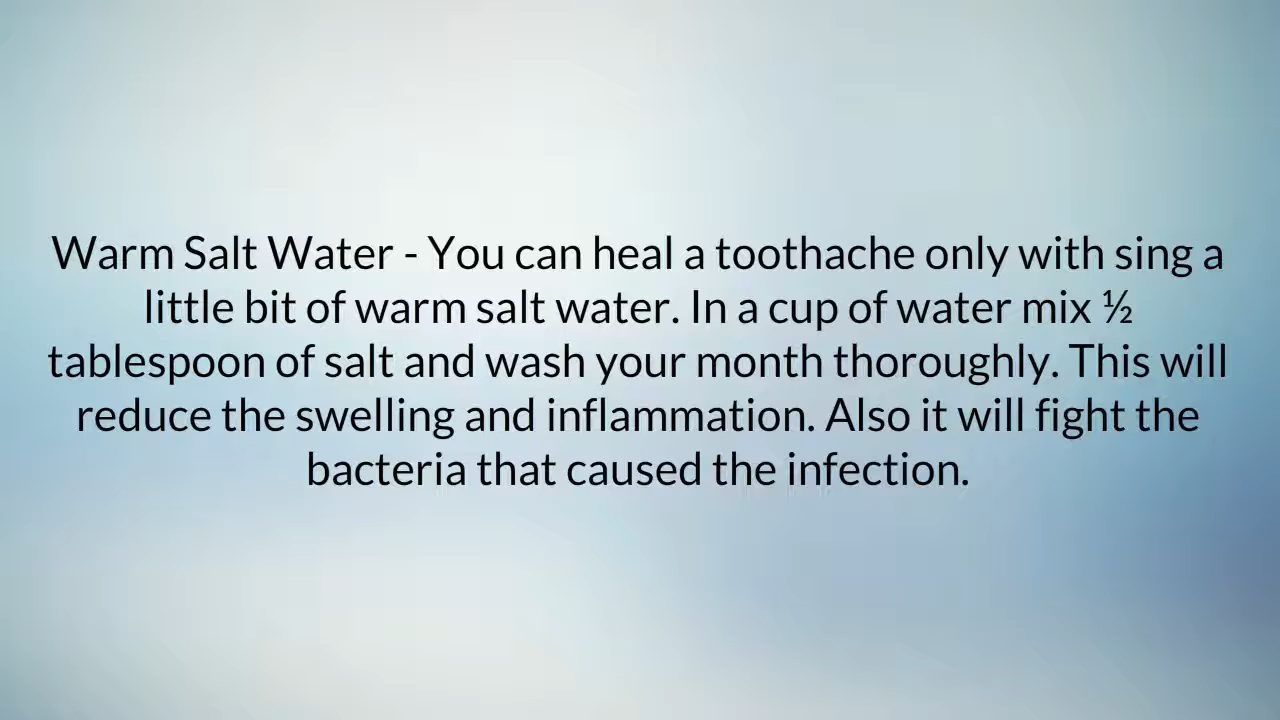 Warm Salt Water - You can heal a toothache only with sing a
little bit of warm salt water. In a cup of water mix ½
tablespoon of salt and wash your month thoroughly. This will
reduce the swelling and inflammation. Also it will fight the
bacteria that caused the infection.